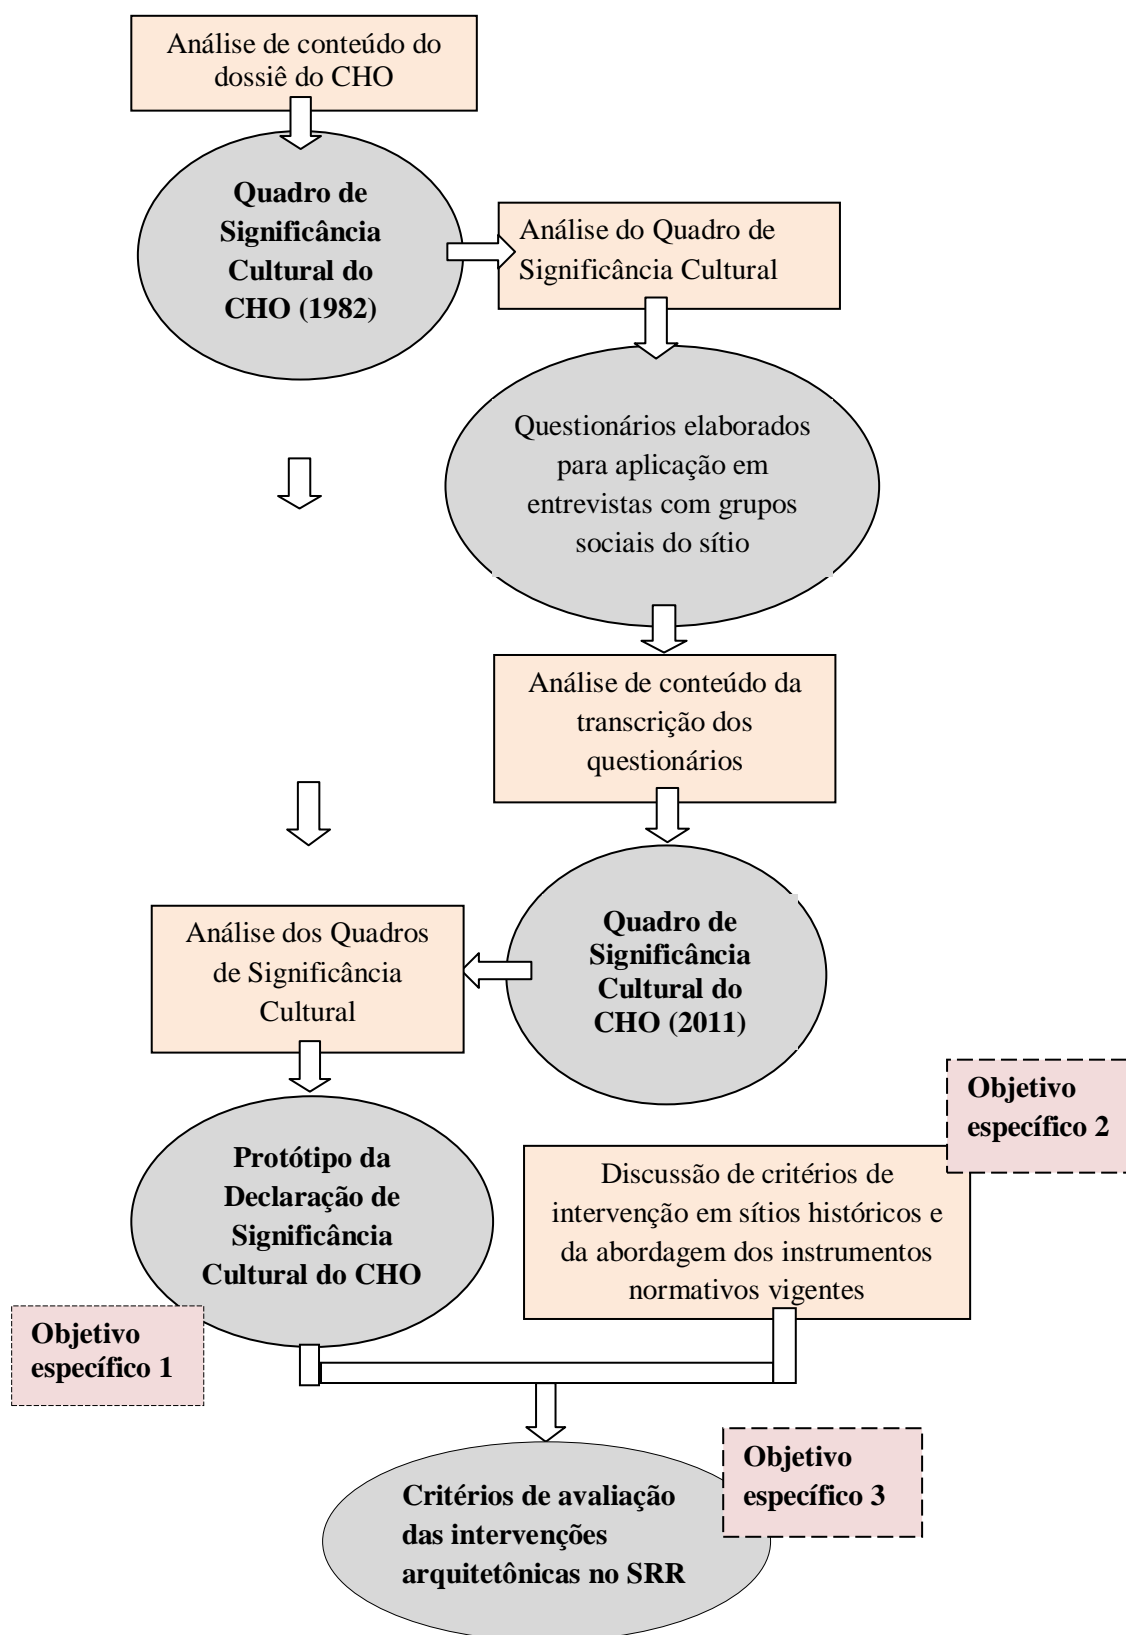 Análise de conteúdo do
dossiê do CHO
Quadro de
Significância
Cultural do
CHO (1982)
Análise do Quadro de
Significância Cultural
Questionários elaborados
para aplicação em
entrevistas com grupos
sociais do sítio
Análise de conteúdo da
transcrição dos
questionários
Quadro de
Significância
Cultural do
CHO (2011)
Análise dos Quadros
de Significância
Cultural
Objetivo
específico 2
Protótipo da
Declaração de
Significância
Cultural do CHO
Discussão de critérios de
intervenção em sítios históricos e
da abordagem dos instrumentos
normativos vigentes
Objetivo
específico 1
Objetivo
específico 3
Critérios de avaliação
das intervenções
arquitetônicas no SRR